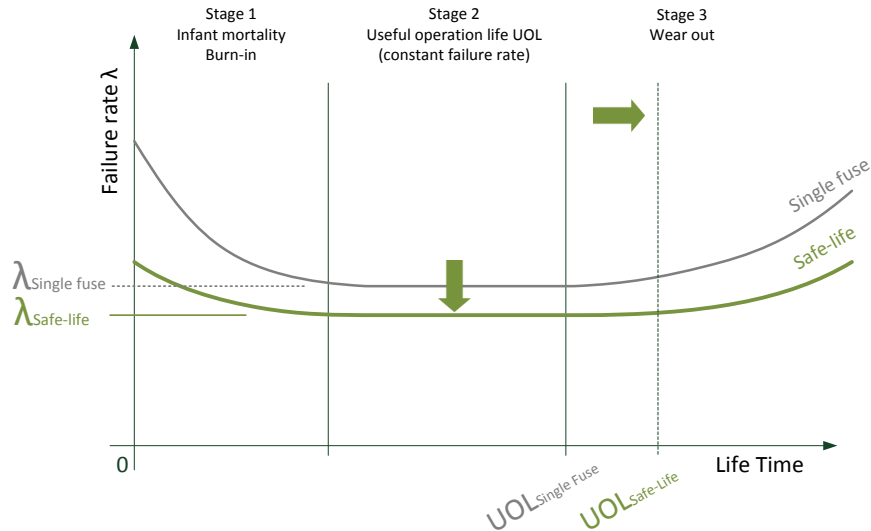 Stage 1
Infant mortality
Burn-in
Stage 2
Useful operation life UOL
(constant failure rate)
Stage 3
Wear out
Failure rate λ
Single fuse
Safe-life
λSingle fuse
λSafe-life
0
Life Time
UOLSingle Fuse
UOLSafe-Life